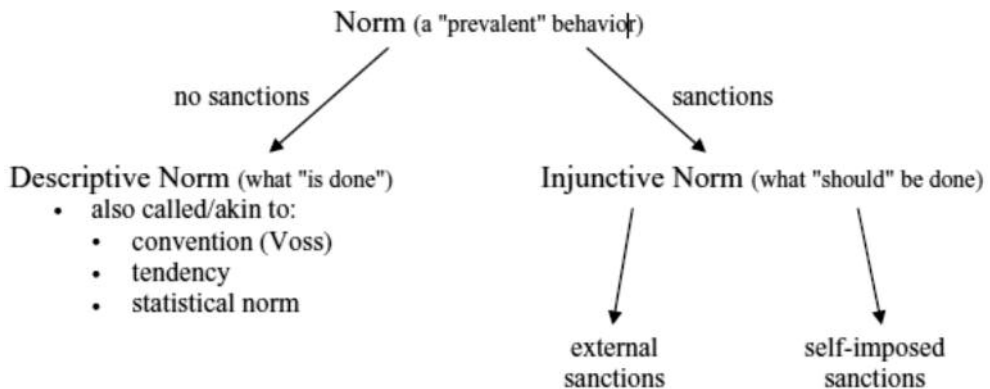 Norm (a "prevalent" behavior)
no sanctions
sanctions
Descriptive Norm (what "is done")
• also called/akin to:
• convention (Voss)
• tendency
• statistical norm
Injunctive Norm (what "should" be done)
external
sanctions
self-imposed
sanctions